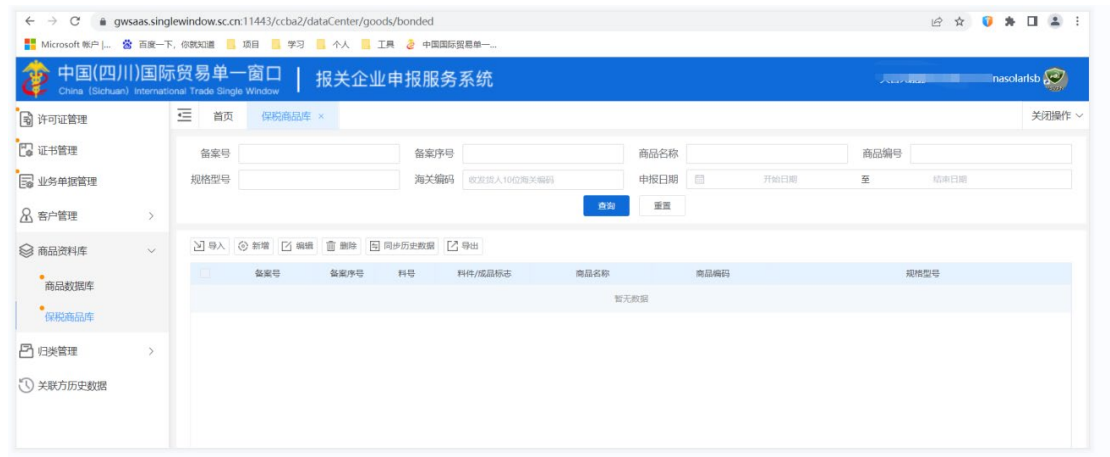 gwsaas.singlewindow.sc.cn:11443/ccba2/dataCenter/goods/bonded
Microsoft 帐户 |... 百度一下，你就知道 项目 学习 个人 工具 中国国际贸易单一...
中国(四川)国际贸易单一窗口 | 报关企业申报服务系统
China (Sichuan) International Trade Single Window
nasolarlsb
许可证管理
首页 保税商品库 × 关闭操作
证书管理
备案号 备案序号 商品名称 商品编号
业务单据管理
规格型号 海关编码 收发货人10位海关编码 申报日期 开始日期 至 结束日期
查询 重置
客户管理
商品资料库
导入 新增 编辑 删除 同步历史数据 导出
备案号 备案序号 料号 料件/成品标志 商品名称 商品编码 规格型号
暂无数据
商品数据库
保税商品库
归类管理
关联方历史数据